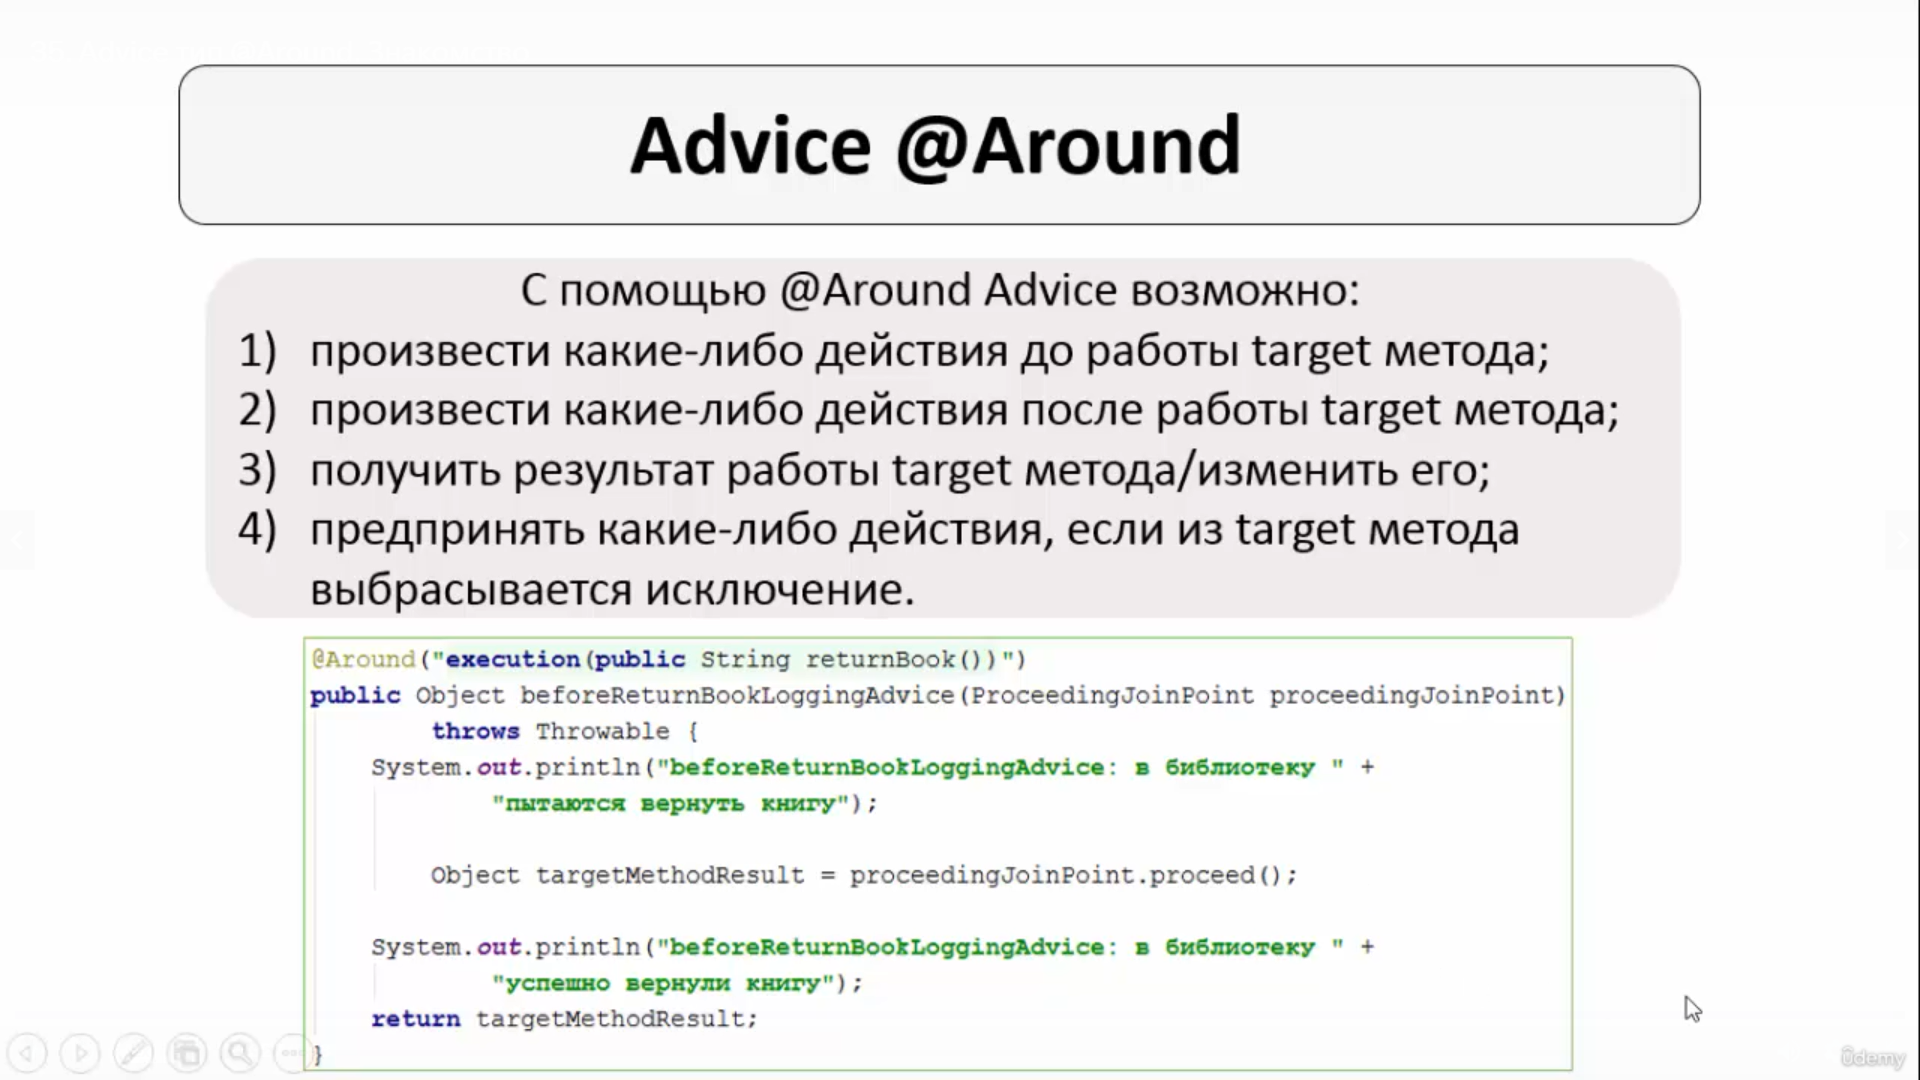 Advice @Around
С помощью @Around Advice возможно:
1) произвести какие-либо действия до работы target метода;
2) произвести какие-либо действия после работы target метода;
3) получить результат работы target метода/изменить его;
4) предпринять какие-либо действия, если из target метода
выбрасывается исключение.
@Around("execution(public String returnBook())")
public Object beforeReturnBookLoggingAdvice(ProceedingJoinPoint proceedingJoinPoint)
throws Throwable {
System.out.println("beforeReturnBookLoggingAdvice: в библиотеку " +
"пытаются вернуть книгу");
Object targetMethodResult = proceedingJoinPoint.proceed();
System.out.println("beforeReturnBookLoggingAdvice: в библиотеку " +
"успешно вернули книгу");
return targetMethodResult;
}
ûdemy